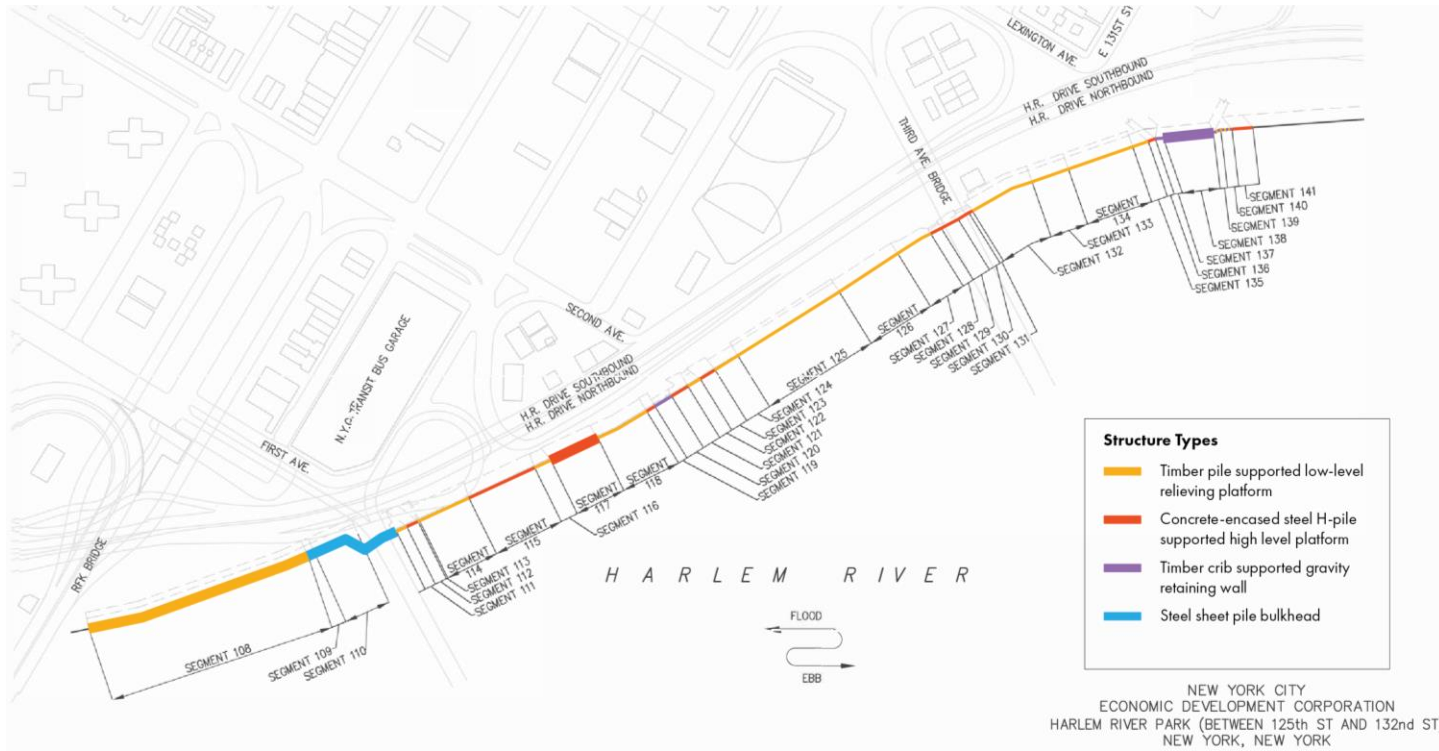 LEXINGTON AVE.
E 131ST ST
H.R. DRIVE SOUTHBOUND
H.R. DRIVE NORTHBOUND
THIRD AVE. BRIDGE
SEGMENT 141
SEGMENT 140
SEGMENT 139
SEGMENT 138
SEGMENT 137
SEGMENT 136
SEGMENT 135
SEGMENT
134
SEGMENT 133
SEGMENT 132
SEGMENT 131
SEGMENT 130
SEGMENT 129
SEGMENT 128
SEGMENT 127
SEGMENT
126
SEGMENT 125
SEGMENT 124
SEGMENT 123
SEGMENT 122
SEGMENT 121
SEGMENT 120
SEGMENT 119
SECOND AVE.
H.R. DRIVE SOUTHBOUND
H.R. DRIVE NORTHBOUND
N.Y.C. TRANSIT BUS GARAGE
FIRST AVE.
RFK BRIDGE
SEGMENT
118
SEGMENT
117
SEGMENT 116
SEGMENT
115
SEGMENT
114
SEGMENT 113
SEGMENT 112
SEGMENT 111
SEGMENT 108
SEGMENT 109
SEGMENT 110
HARLEM RIVER
FLOOD
EBB
Structure Types
Timber pile supported low-level
relieving platform
Concrete-encased steel H-pile
supported high level platform
Timber crib supported gravity
retaining wall
Steel sheet pile bulkhead
NEW YORK CITY
ECONOMIC DEVELOPMENT CORPORATION
HARLEM RIVER PARK (BETWEEN 125th ST AND 132nd ST
NEW YORK, NEW YORK